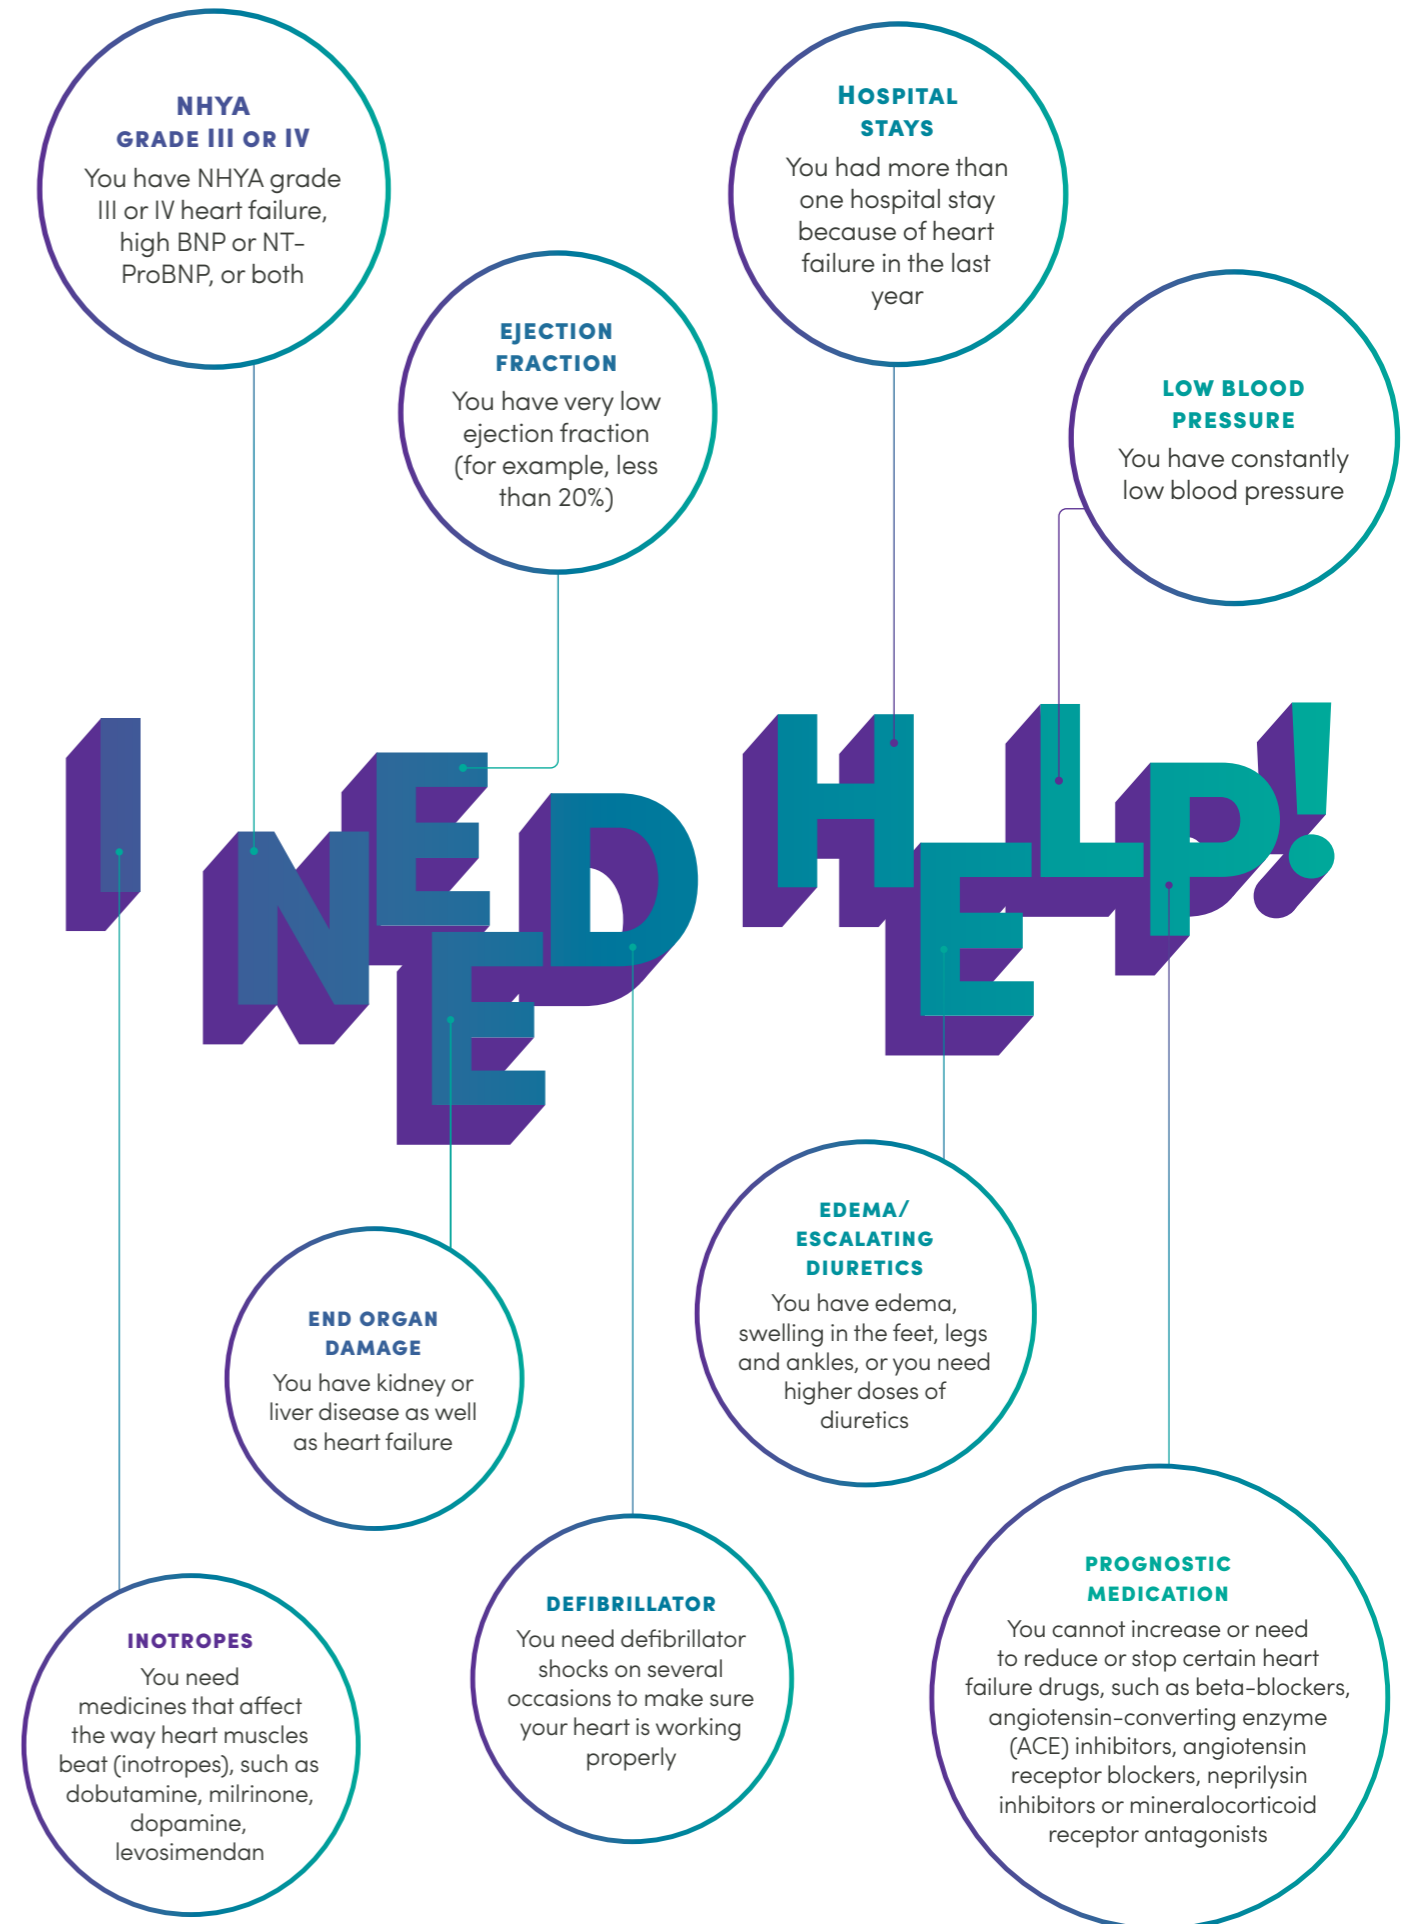 NHYA
GRADE III OR IV
You have NHYA grade
III or IV heart failure,
high BNP or NT-
ProBNP, or both
EJECTION
FRACTION
You have very low
ejection fraction
(for example, less
than 20%)
HOSPITAL
STAYS
You had more than
one hospital stay
because of heart
failure in the last
year
LOW BLOOD
PRESSURE
You have constantly
low blood pressure
I NEED HELP!
END ORGAN
DAMAGE
You have kidney or
liver disease as well
as heart failure
EDEMA/
ESCALATING
DIURETICS
You have edema,
swelling in the feet, legs
and ankles, or you need
higher doses of
diuretics
INOTROPES
You need
medicines that affect
the way heart muscles
beat (inotropes), such as
dobutamine, milrinone,
dopamine,
levosimendan
DEFIBRILLATOR
You need defibrillator
shocks on several
occasions to make sure
your heart is working
properly
PROGNOSTIC
MEDICATION
You cannot increase or need
to reduce or stop certain heart
failure drugs, such as beta-blockers,
angiotensin-converting enzyme
(ACE) inhibitors, angiotensin
receptor blockers, neprilysin
inhibitors or mineralocorticoid
receptor antagonists